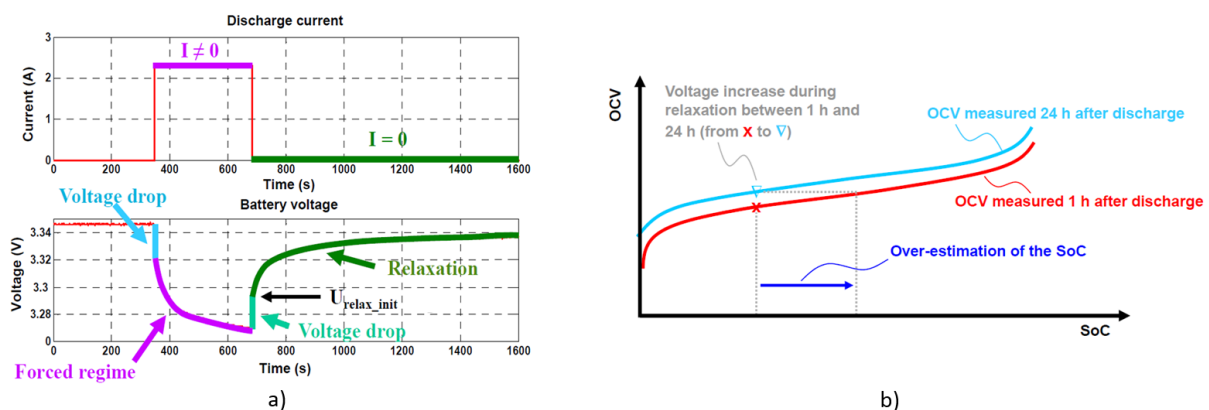 Discharge current
3
2
1
0
Current (A)
I ≠ 0
I = 0
0 200 400 600 800 1000 1200 1400 1600
Time (s)
Voltage drop
Battery voltage
3.34
3.32
3.3
3.28
0
Voltage (V)
Relaxation
Urelax_init
Voltage drop
0 200 400 600 800 1000 1200 1400 1600
Time (s)
Forced regime
a)
OCV
Voltage increase during
relaxation between 1 h and
24 h (from x to ∇)
OCV measured 24 h after discharge
∇
x
OCV measured 1 h after discharge
Over-estimation of the SoC
SoC
b)